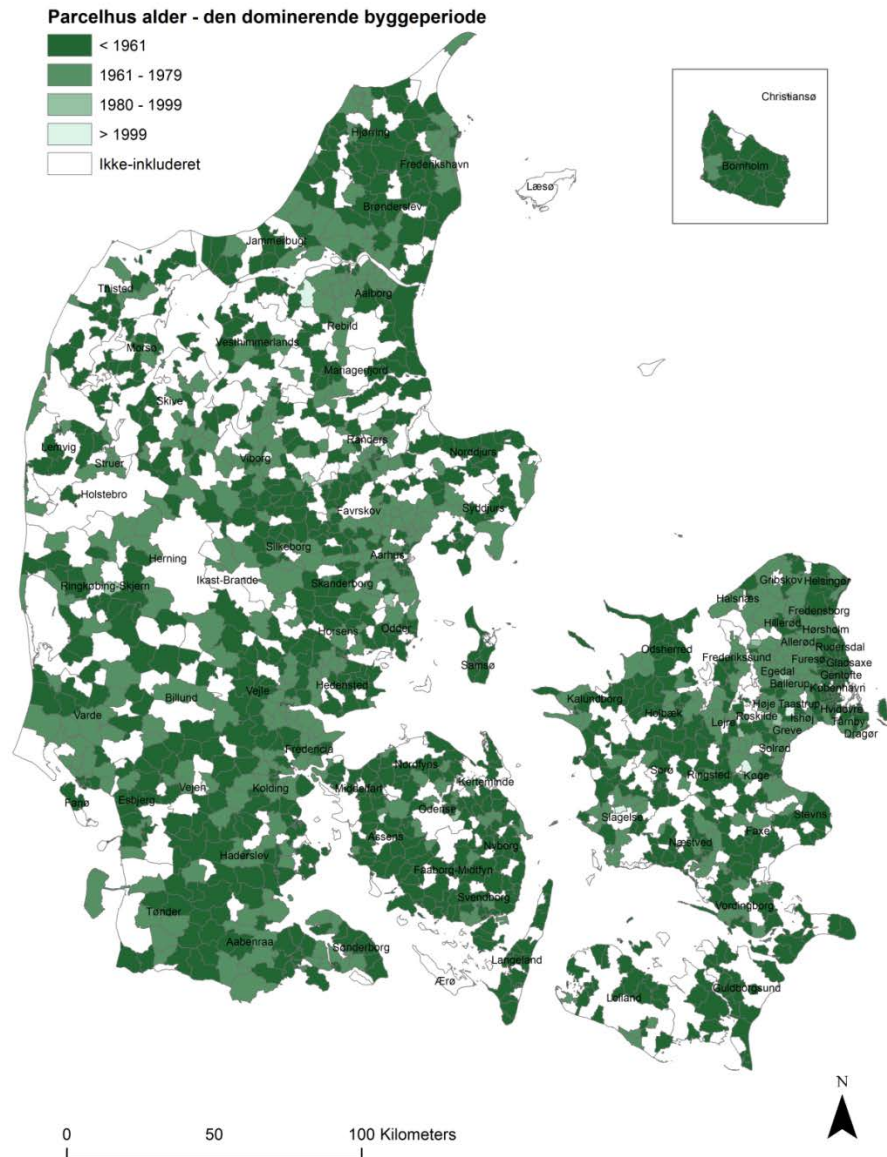 Parcelhus alder - den dominerende byggeperiode
< 1961
1961 - 1979
1980 - 1999
> 1999
Ikke-inkluderet
Christiansø
Bornholm
Hjørring
Frederikshavn
Læsø
Brønderslev
Jammerbugt
Thisted
Aalborg
Rebild
Vesthimmerlands
Morsø
Mariagerfjord
Skive
Randers
Lemvig
Norddjurs
Struer
Viborg
Holstebro
Favrskov
Syddjurs
Silkeborg
Aarhus
Herning
Ikast-Brande
Skanderborg
Ringkøbing-Skjern
Gribskov
Helsingør
Halsnæs
Fredensborg
Hillerød
Hørsholm
Horsens
Odder
Allerød
Rudersdal
Odsherred
Frederikssund
Furesø
Gladsaxe
Samsø
Egedal
Gentofte
Ballerup
København
Hedensted
Vejle
Billund
Kalundborg
Høje Taastrup
Hvidovre
Varde
Holbæk
Lejre
Roskilde
Ishøj
Tårnby
Greve
Dragør
Solrød
Fredericia
Nordfyns
Kerteminde
Sorø
Ringsted
Køge
Vejen
Kolding
Middelfart
Fanø
Esbjerg
Odense
Slagelse
Stevns
Assens
Nyborg
Næstved
Faxe
Haderslev
Faaborg-Midtfyn
Svendborg
Vordingborg
Tønder
Aabenraa
Sønderborg
Langeland
Ærø
Lolland
Guldborgsund
N
0 50 100 Kilometers